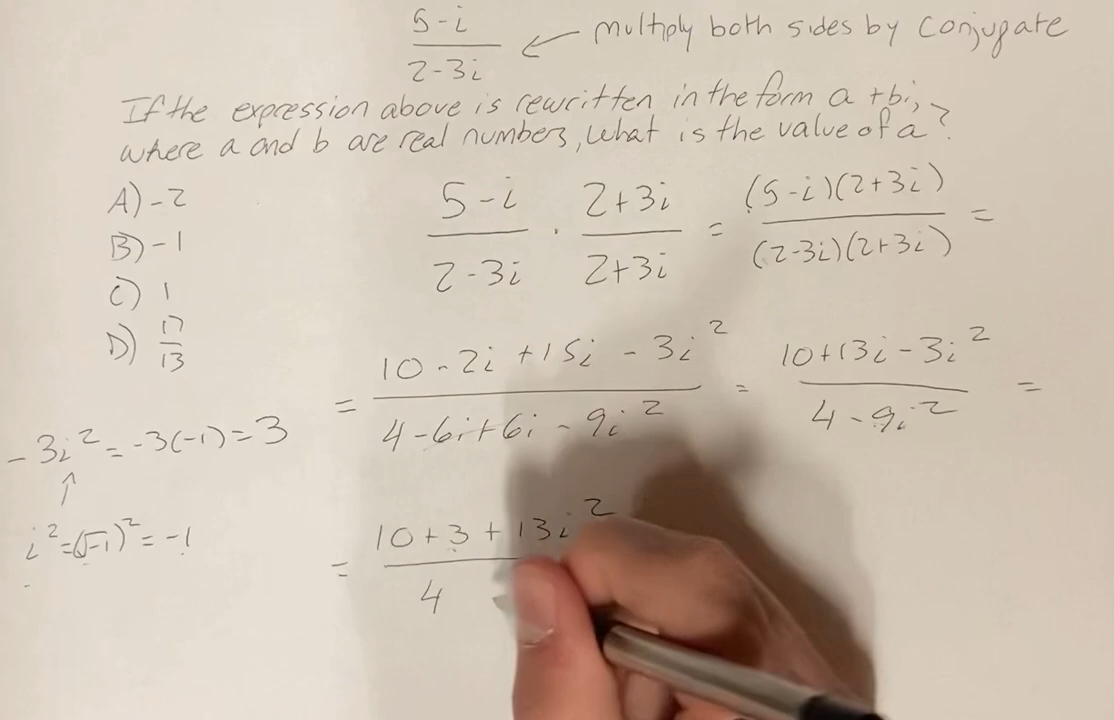 5-i
2-3i
← multiply both sides by conjugate
If the expression above is rewritten in the form a+bi,
where a and b are real numbers, what is the value of a?
A) -2
B) -1
C) 1
D) 17/13
5-i / 2-3i · 2+3i / 2+3i = (5-i)(2+3i) / (2-3i)(2+3i) =
= 10-2i+15i-3i² / 4-6i+6i-9i² = 10+13i-3i² / 4-9i² =
-3i²=-3(-1)=3
↑
i²=(√-1)²=-1
= 10+3+13i² / 4